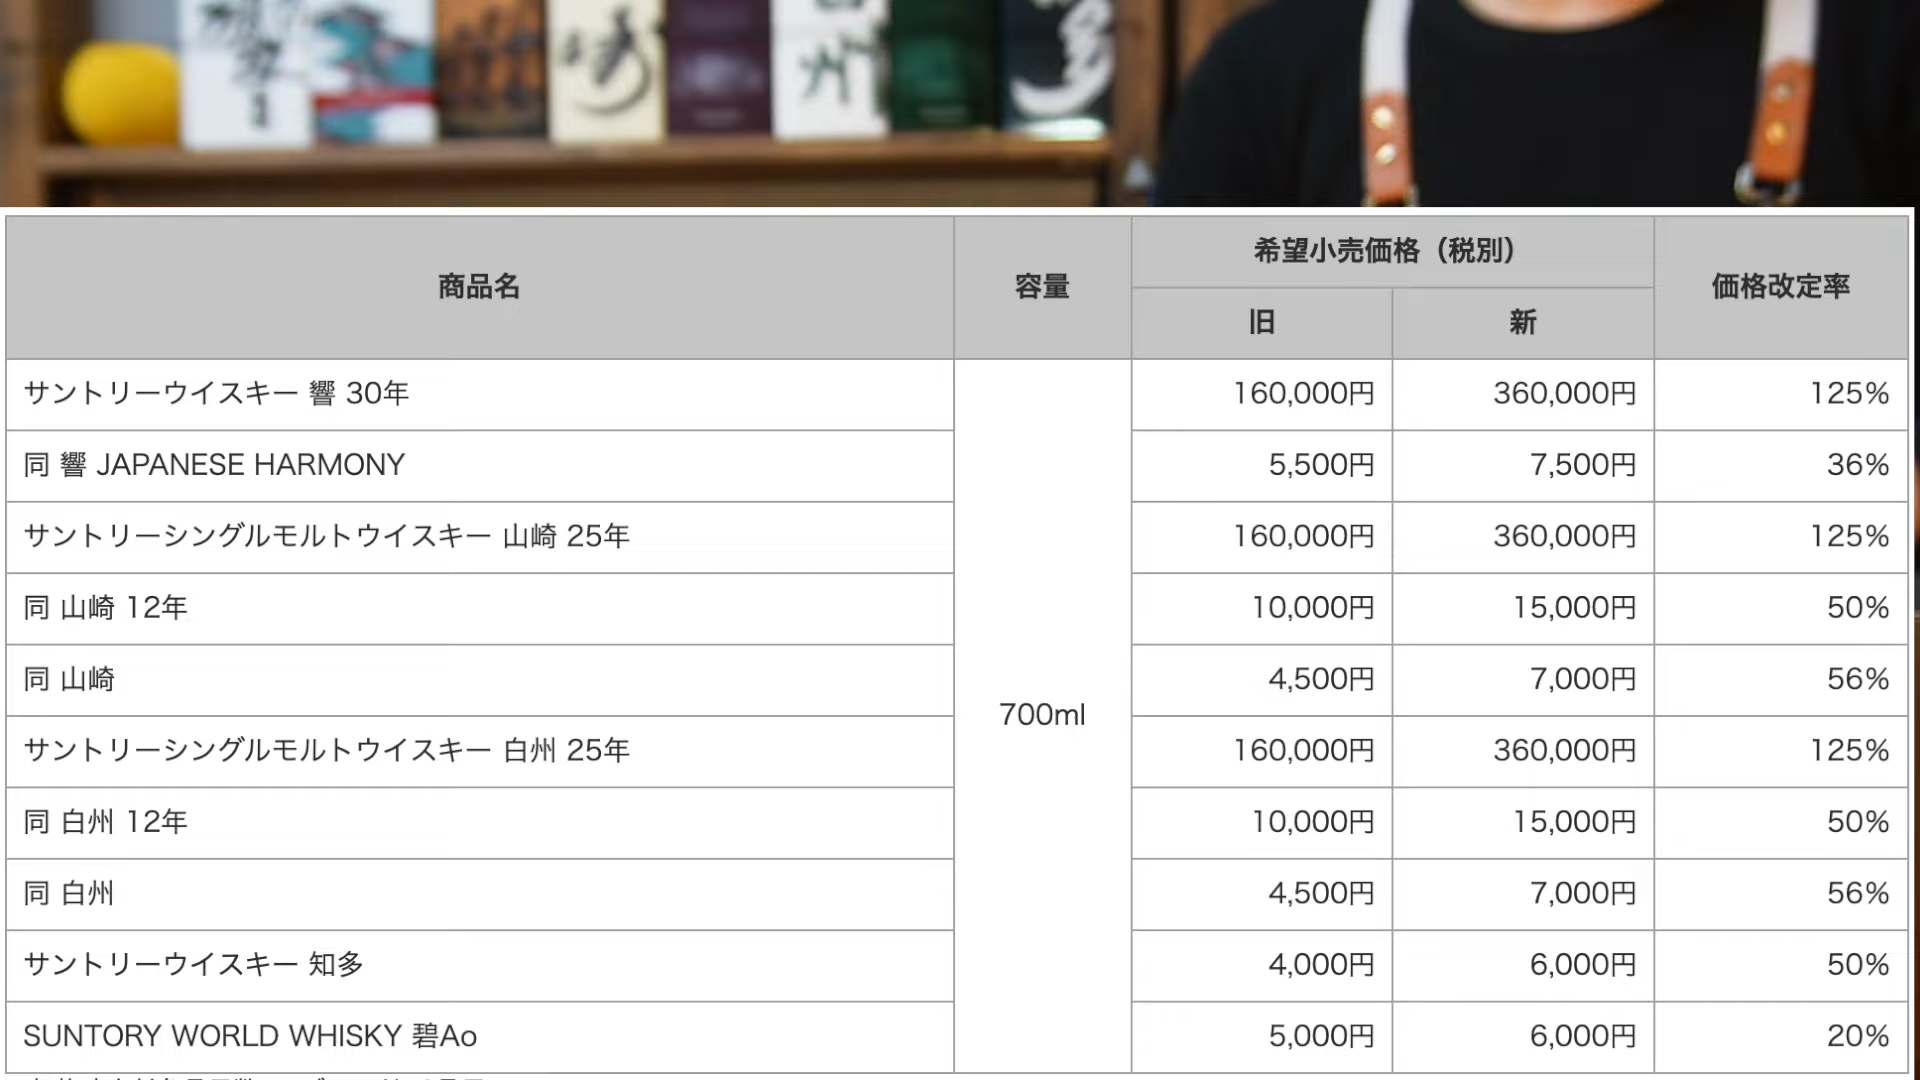 商品名 容量 希望小売価格（税別） 価格改定率
旧 新
サントリーウイスキー 響 30年 160,000円 360,000円 125%
同 響 JAPANESE HARMONY 5,500円 7,500円 36%
サントリーシングルモルトウイスキー 山崎 25年 160,000円 360,000円 125%
同 山崎 12年 10,000円 15,000円 50%
同 山崎 4,500円 7,000円 56%
700ml
サントリーシングルモルトウイスキー 白州 25年 160,000円 360,000円 125%
同 白州 12年 10,000円 15,000円 50%
同 白州 4,500円 7,000円 56%
サントリーウイスキー 知多 4,000円 6,000円 50%
SUNTORY WORLD WHISKY 碧Ao 5,000円 6,000円 20%